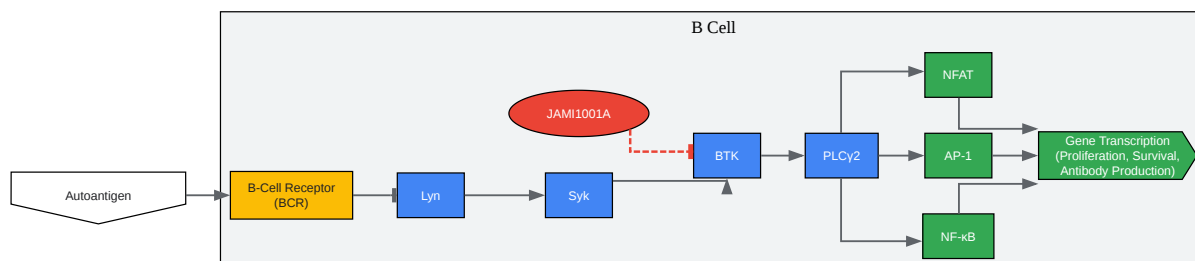 B Cell
NFAT
JAMI1001A
Gene Transcription
(Proliferation, Survival,
Antibody Production)
BTK
PLCγ2
AP-1
B-Cell Receptor
(BCR)
Autoantigen
Lyn
Syk
NF-κB